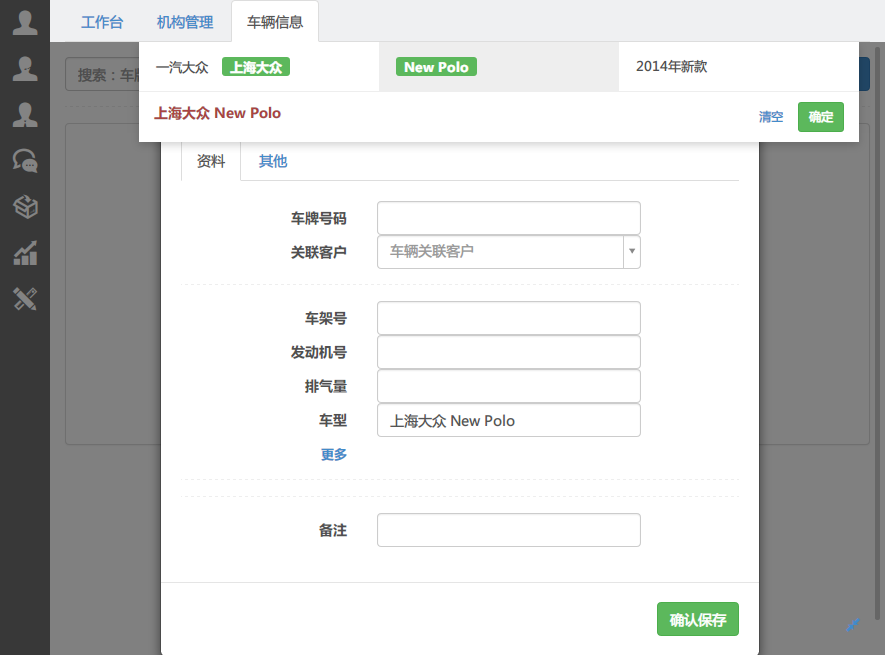 工作台 机构管理 车辆信息
搜索：车牌
一汽大众 上海大众 New Polo 2014年新款
上海大众 New Polo 清空 确定
资料 其他
车牌号码
关联客户 车辆关联客户
车架号
发动机号
排气量
车型 上海大众 New Polo
更多
备注
确认保存